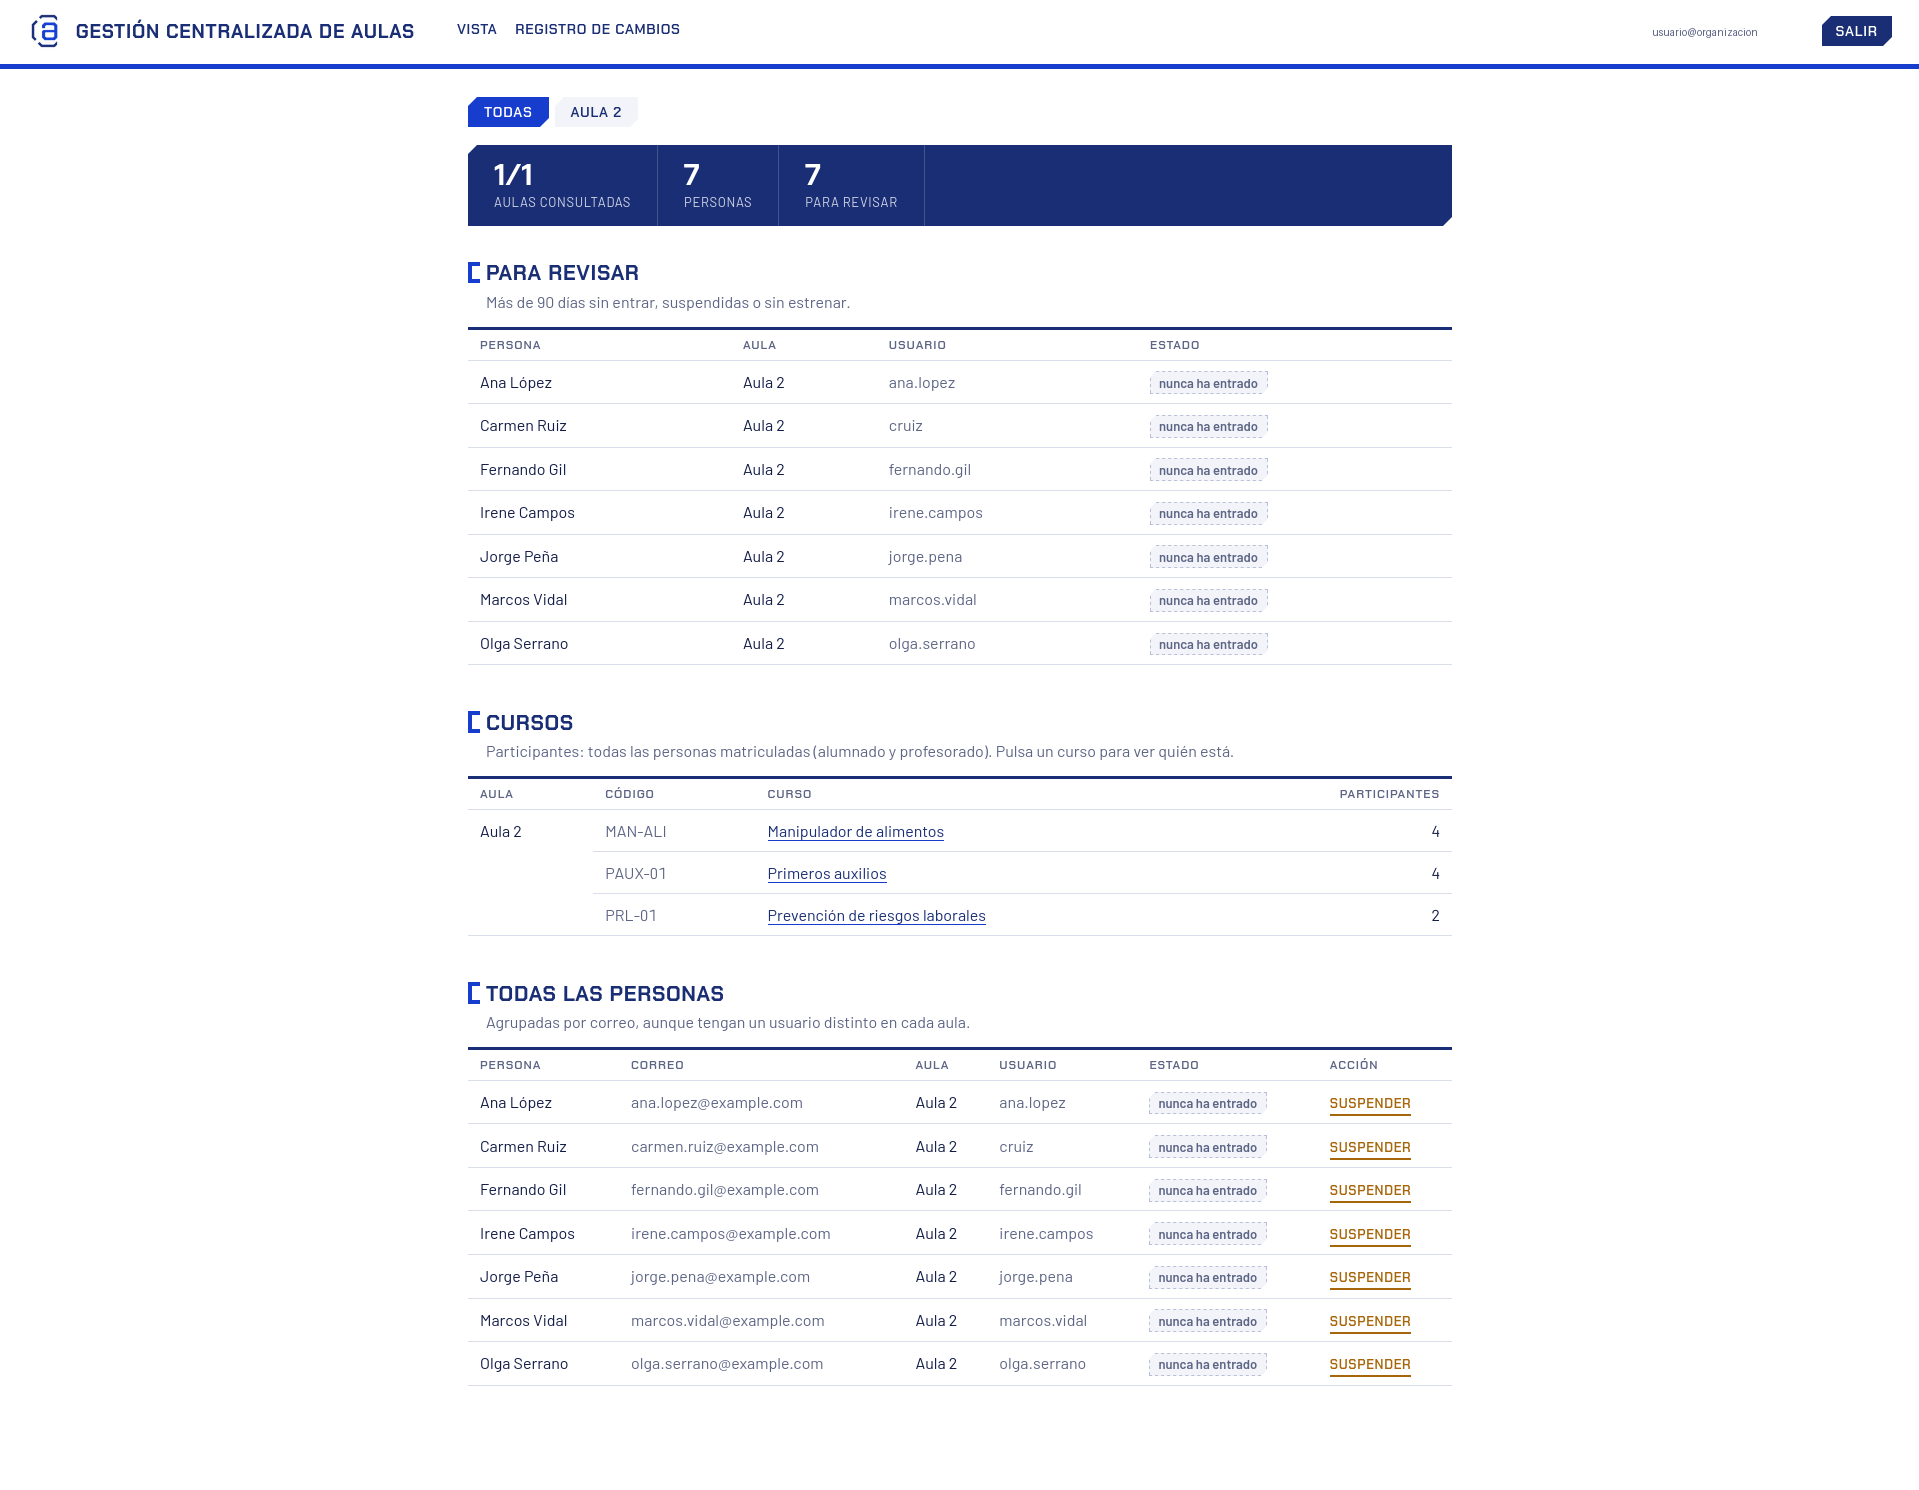 GESTIÓN CENTRALIZADA DE AULAS VISTA REGISTRO DE CAMBIOS usuario@organizacion SALIR
TODAS AULA 2
1/1 7 7
AULAS CONSULTADAS PERSONAS PARA REVISAR
PARA REVISAR
Más de 90 días sin entrar, suspendidas o sin estrenar.
PERSONA AULA USUARIO ESTADO
Ana López Aula 2 ana.lopez nunca ha entrado
Carmen Ruiz Aula 2 cruiz nunca ha entrado
Fernando Gil Aula 2 fernando.gil nunca ha entrado
Irene Campos Aula 2 irene.campos nunca ha entrado
Jorge Peña Aula 2 jorge.pena nunca ha entrado
Marcos Vidal Aula 2 marcos.vidal nunca ha entrado
Olga Serrano Aula 2 olga.serrano nunca ha entrado
CURSOS
Participantes: todas las personas matriculadas (alumnado y profesorado). Pulsa un curso para ver quién está.
AULA CÓDIGO CURSO PARTICIPANTES
Aula 2 MAN-ALI Manipulador de alimentos 4
PAUX-01 Primeros auxilios 4
PRL-01 Prevención de riesgos laborales 2
TODAS LAS PERSONAS
Agrupadas por correo, aunque tengan un usuario distinto en cada aula.
PERSONA CORREO AULA USUARIO ESTADO ACCIÓN
Ana López ana.lopez@example.com Aula 2 ana.lopez nunca ha entrado SUSPENDER
Carmen Ruiz carmen.ruiz@example.com Aula 2 cruiz nunca ha entrado SUSPENDER
Fernando Gil fernando.gil@example.com Aula 2 fernando.gil nunca ha entrado SUSPENDER
Irene Campos irene.campos@example.com Aula 2 irene.campos nunca ha entrado SUSPENDER
Jorge Peña jorge.pena@example.com Aula 2 jorge.pena nunca ha entrado SUSPENDER
Marcos Vidal marcos.vidal@example.com Aula 2 marcos.vidal nunca ha entrado SUSPENDER
Olga Serrano olga.serrano@example.com Aula 2 olga.serrano nunca ha entrado SUSPENDER